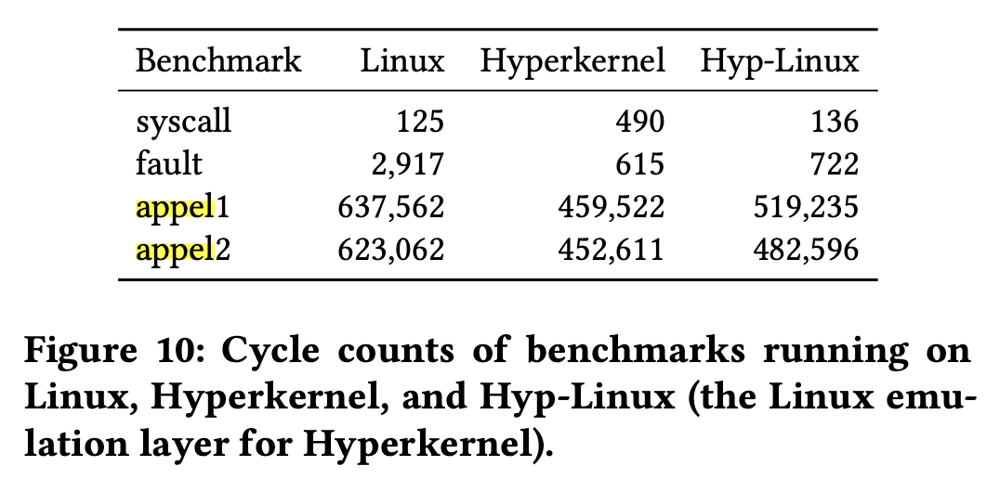 Benchmark Linux Hyperkernel Hyp-Linux
syscall 125 490 136
fault 2,917 615 722
appel1 637,562 459,522 519,235
appel2 623,062 452,611 482,596
Figure 10: Cycle counts of benchmarks running on
Linux, Hyperkernel, and Hyp-Linux (the Linux emu-
lation layer for Hyperkernel).